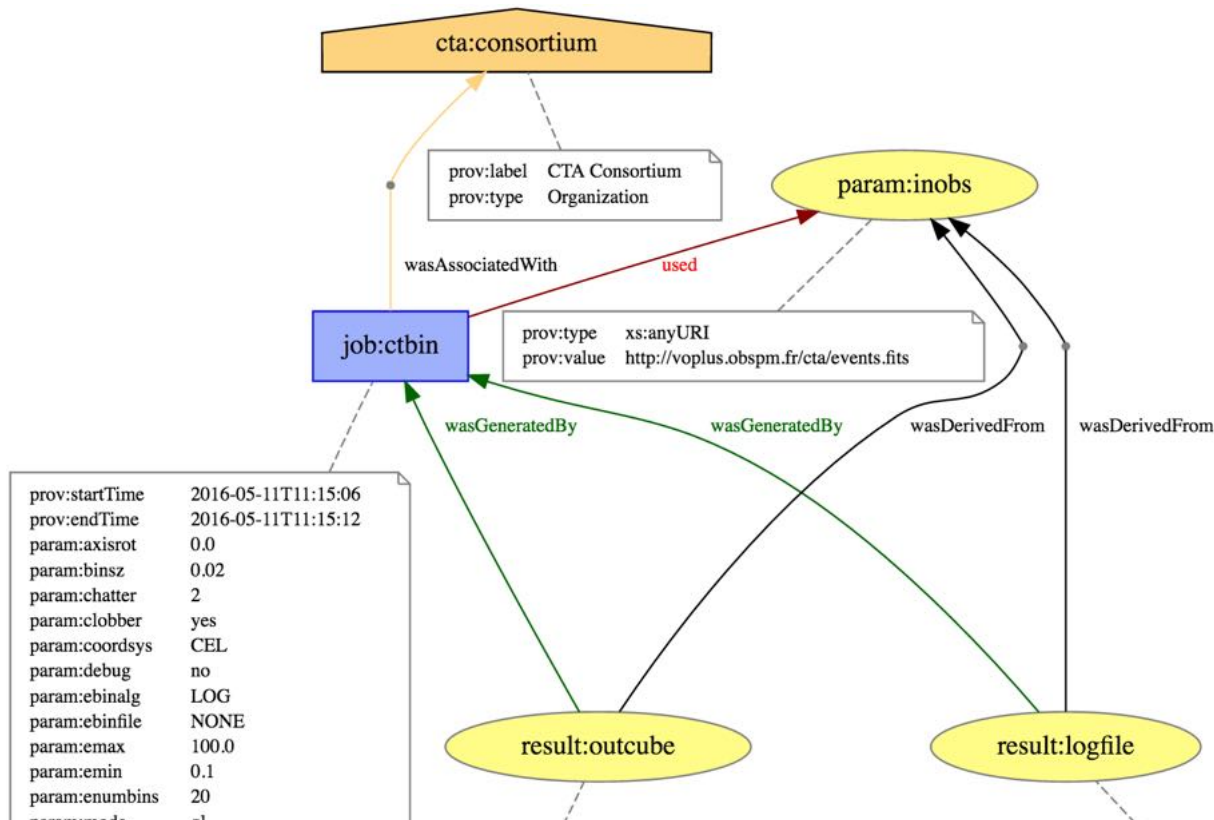 cta:consortium
prov:label CTA Consortium
prov:type Organization
param:inobs
wasAssociatedWith
used
job:ctbin
prov:type xs:anyURI
prov:value http://voplus.obspm.fr/cta/events.fits
wasGeneratedBy
wasGeneratedBy
wasDerivedFrom
wasDerivedFrom
prov:startTime 2016-05-11T11:15:06
prov:endTime 2016-05-11T11:15:12
param:axisrot 0.0
param:binsz 0.02
param:chatter 2
param:clobber yes
param:coordsys CEL
param:debug no
param:ebinalg LOG
param:ebinfile NONE
param:emax 100.0
param:emin 0.1
param:enumbins 20
result:outcube
result:logfile